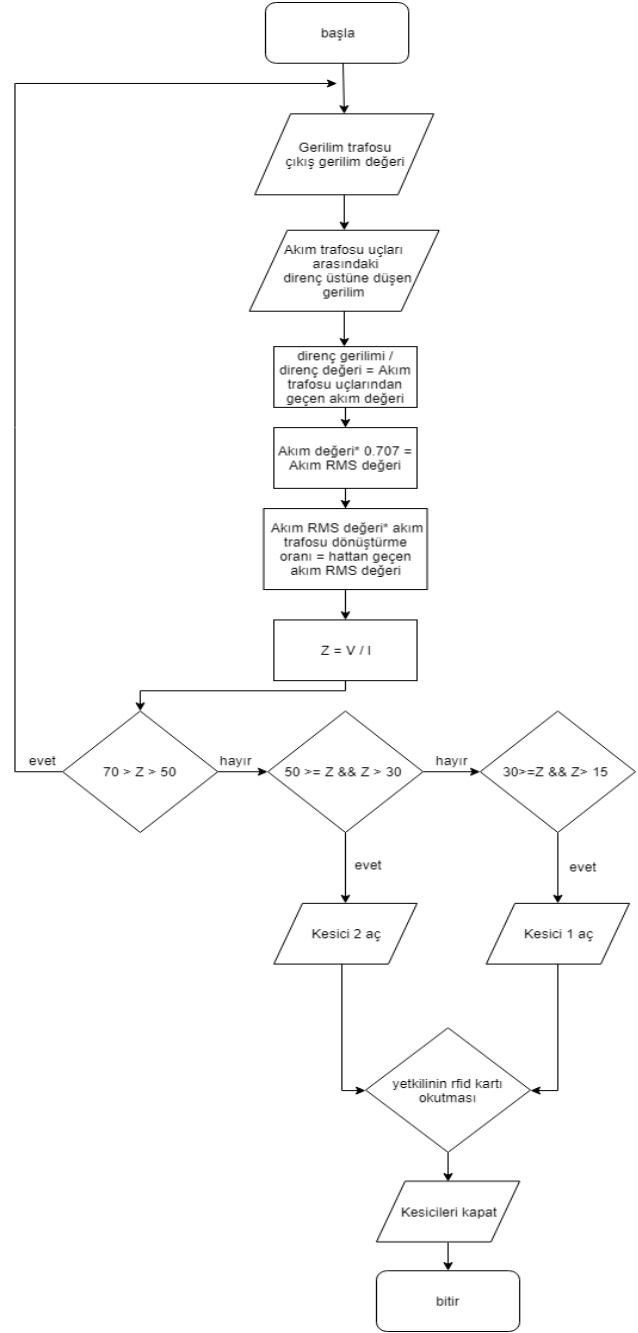 başla
Gerilim trafosu
çıkış gerilim değeri
Akım trafosu uçları
arasındaki
direnç üstüne düşen
gerilim
direnç gerilimi /
direnç değeri = Akım
trafosu uçlarından
geçen akım değeri
Akım değeri* 0.707 =
Akım RMS değeri
Akım RMS değeri* akım
trafosu dönüştürme
oranı = hattan geçen
akım RMS değeri
Z = V / I
evet
70 > Z > 50
hayır
50 >= Z && Z > 30
hayır
30>=Z && Z> 15
evet
evet
Kesici 2 aç
Kesici 1 aç
yetkilinin rfid kartı
okutması
Kesicileri kapat
bitir